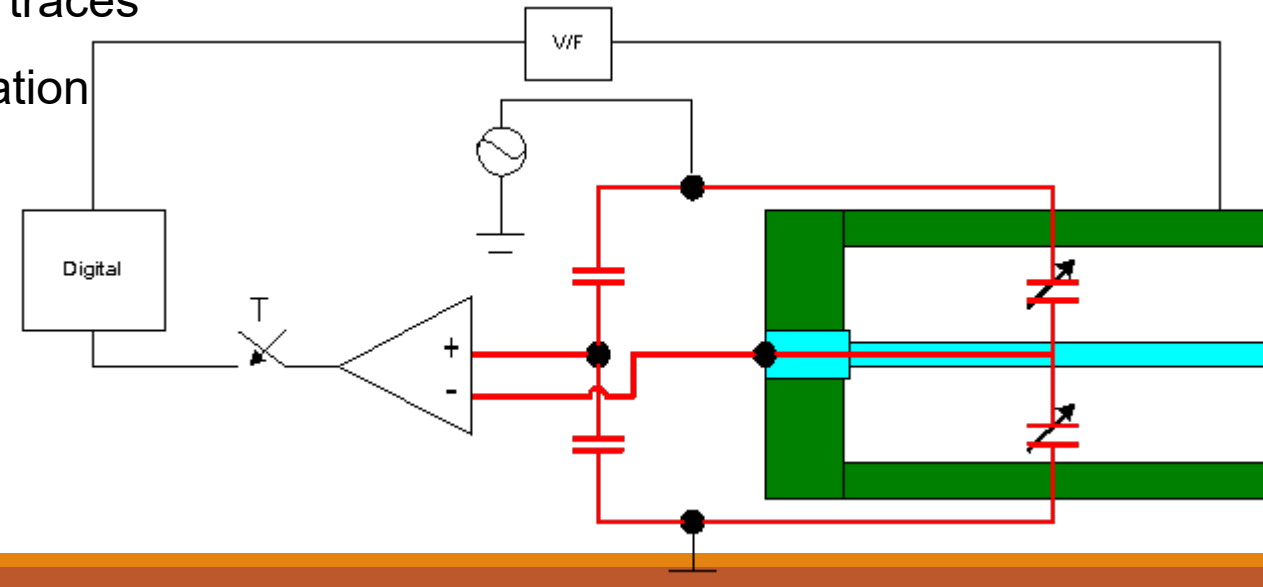 traces
V/F
ation
Digital
T
+
-